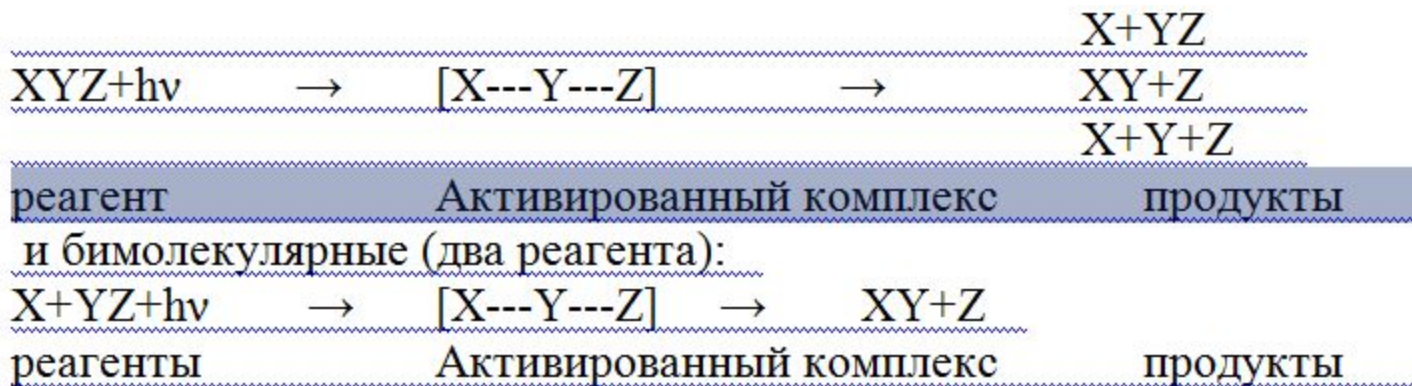 X+YZ
XYZ+hν → [X---Y---Z] → XY+Z
X+Y+Z
реагент Активированный комплекс продукты
и бимолекулярные (два реагента):
X+YZ+hν → [X---Y---Z] → XY+Z
реагенты Активированный комплекс продукты